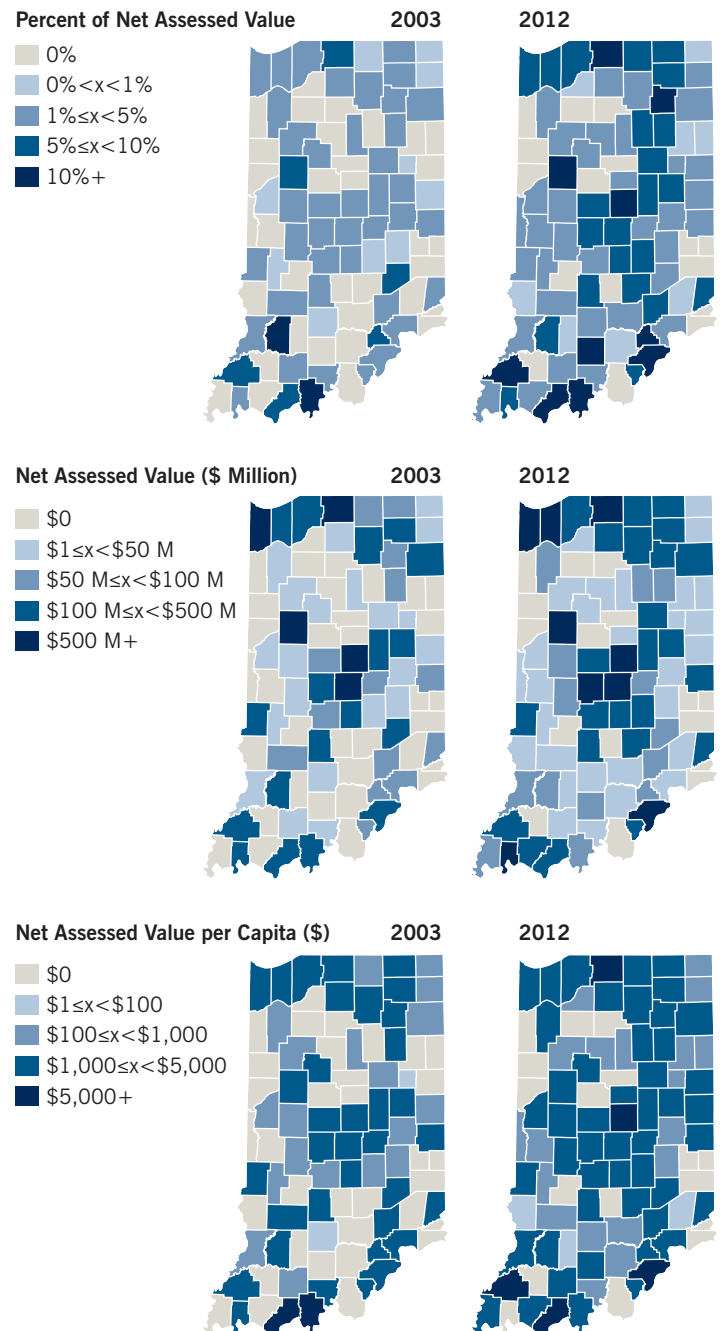 Percent of Net Assessed Value 2003 2012
0%
0%<x<1%
1%≤x<5%
5%≤x<10%
10%+
Net Assessed Value ($ Million) 2003 2012
$0
$1≤x<$50 M
$50 M≤x<$100 M
$100 M≤x<$500 M
$500 M+
Net Assessed Value per Capita ($) 2003 2012
$0
$1≤x<$100
$100≤x<$1,000
$1,000≤x<$5,000
$5,000+